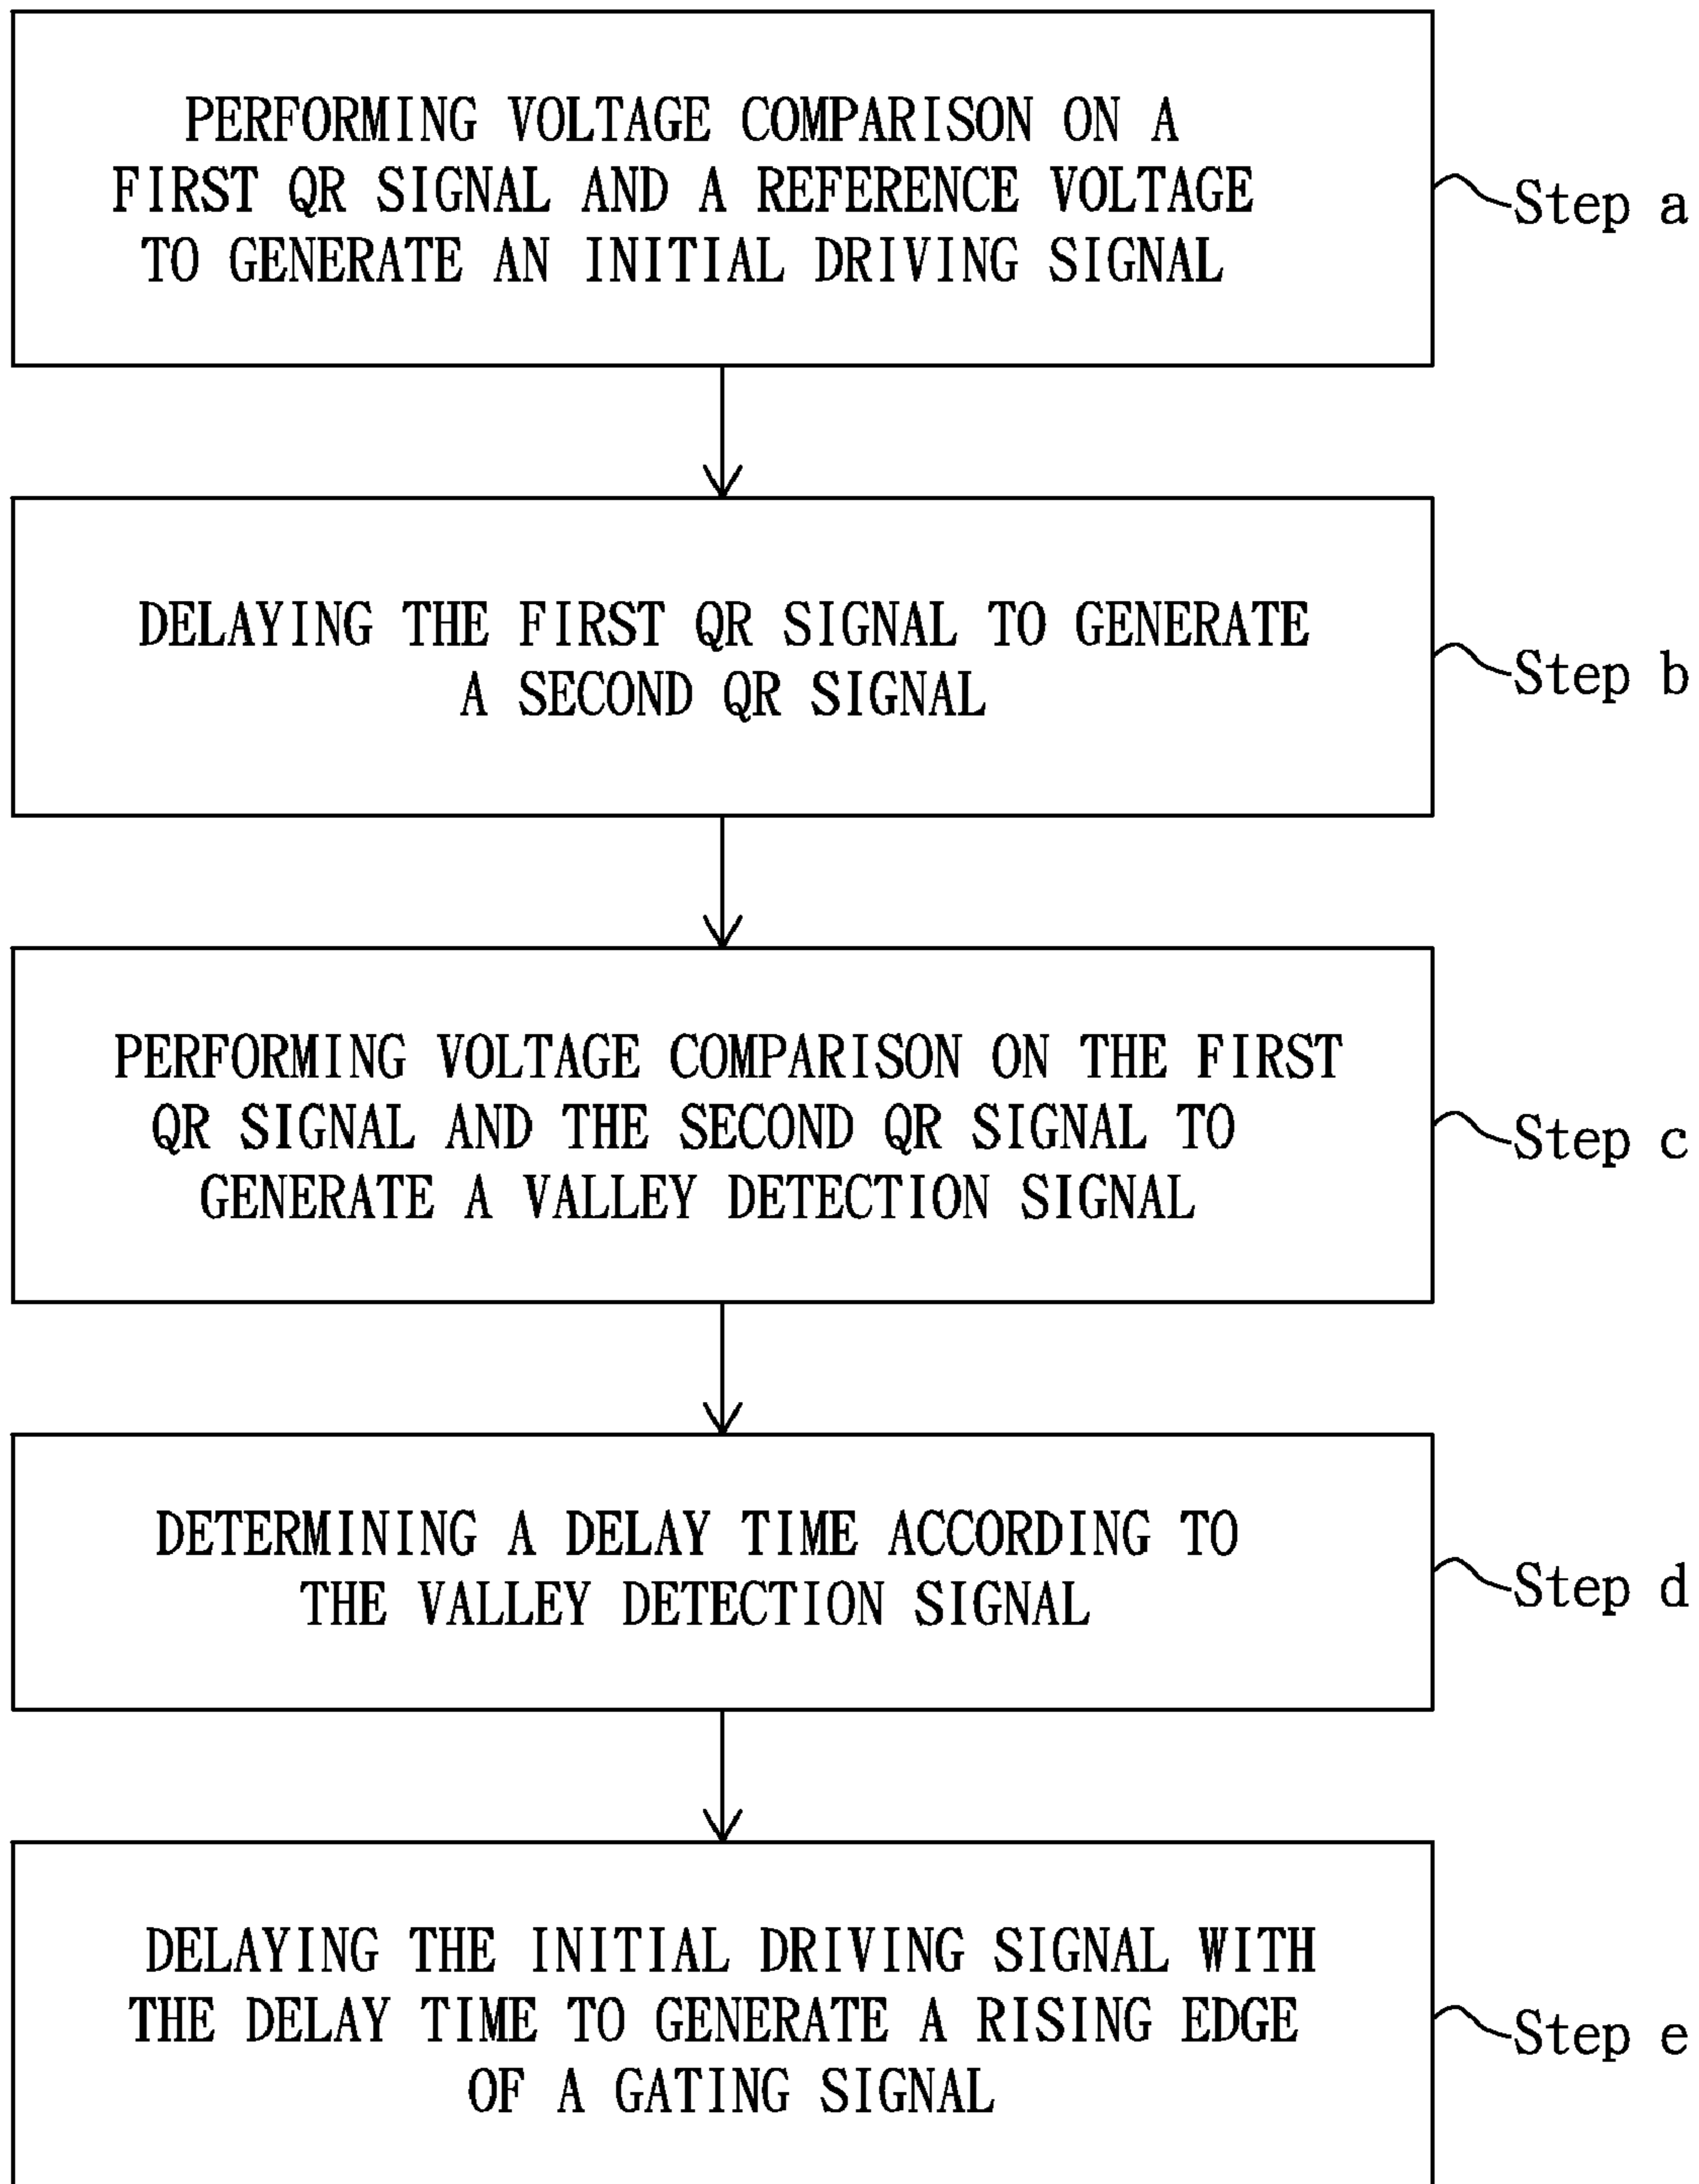 PERFORMING VOLTAGE COMPARISON ON A
FIRST QR SIGNAL AND A REFERENCE VOLTAGE
TO GENERATE AN INITIAL DRIVING SIGNAL
Step a
DELAYING THE FIRST QR SIGNAL TO GENERATE
A SECOND QR SIGNAL
Step b
PERFORMING VOLTAGE COMPARISON ON THE FIRST
QR SIGNAL AND THE SECOND QR SIGNAL TO
GENERATE A VALLEY DETECTION SIGNAL
Step c
DETERMINING A DELAY TIME ACCORDING TO
THE VALLEY DETECTION SIGNAL
Step d
DELAYING THE INITIAL DRIVING SIGNAL WITH
THE DELAY TIME TO GENERATE A RISING EDGE
OF A GATING SIGNAL
Step e